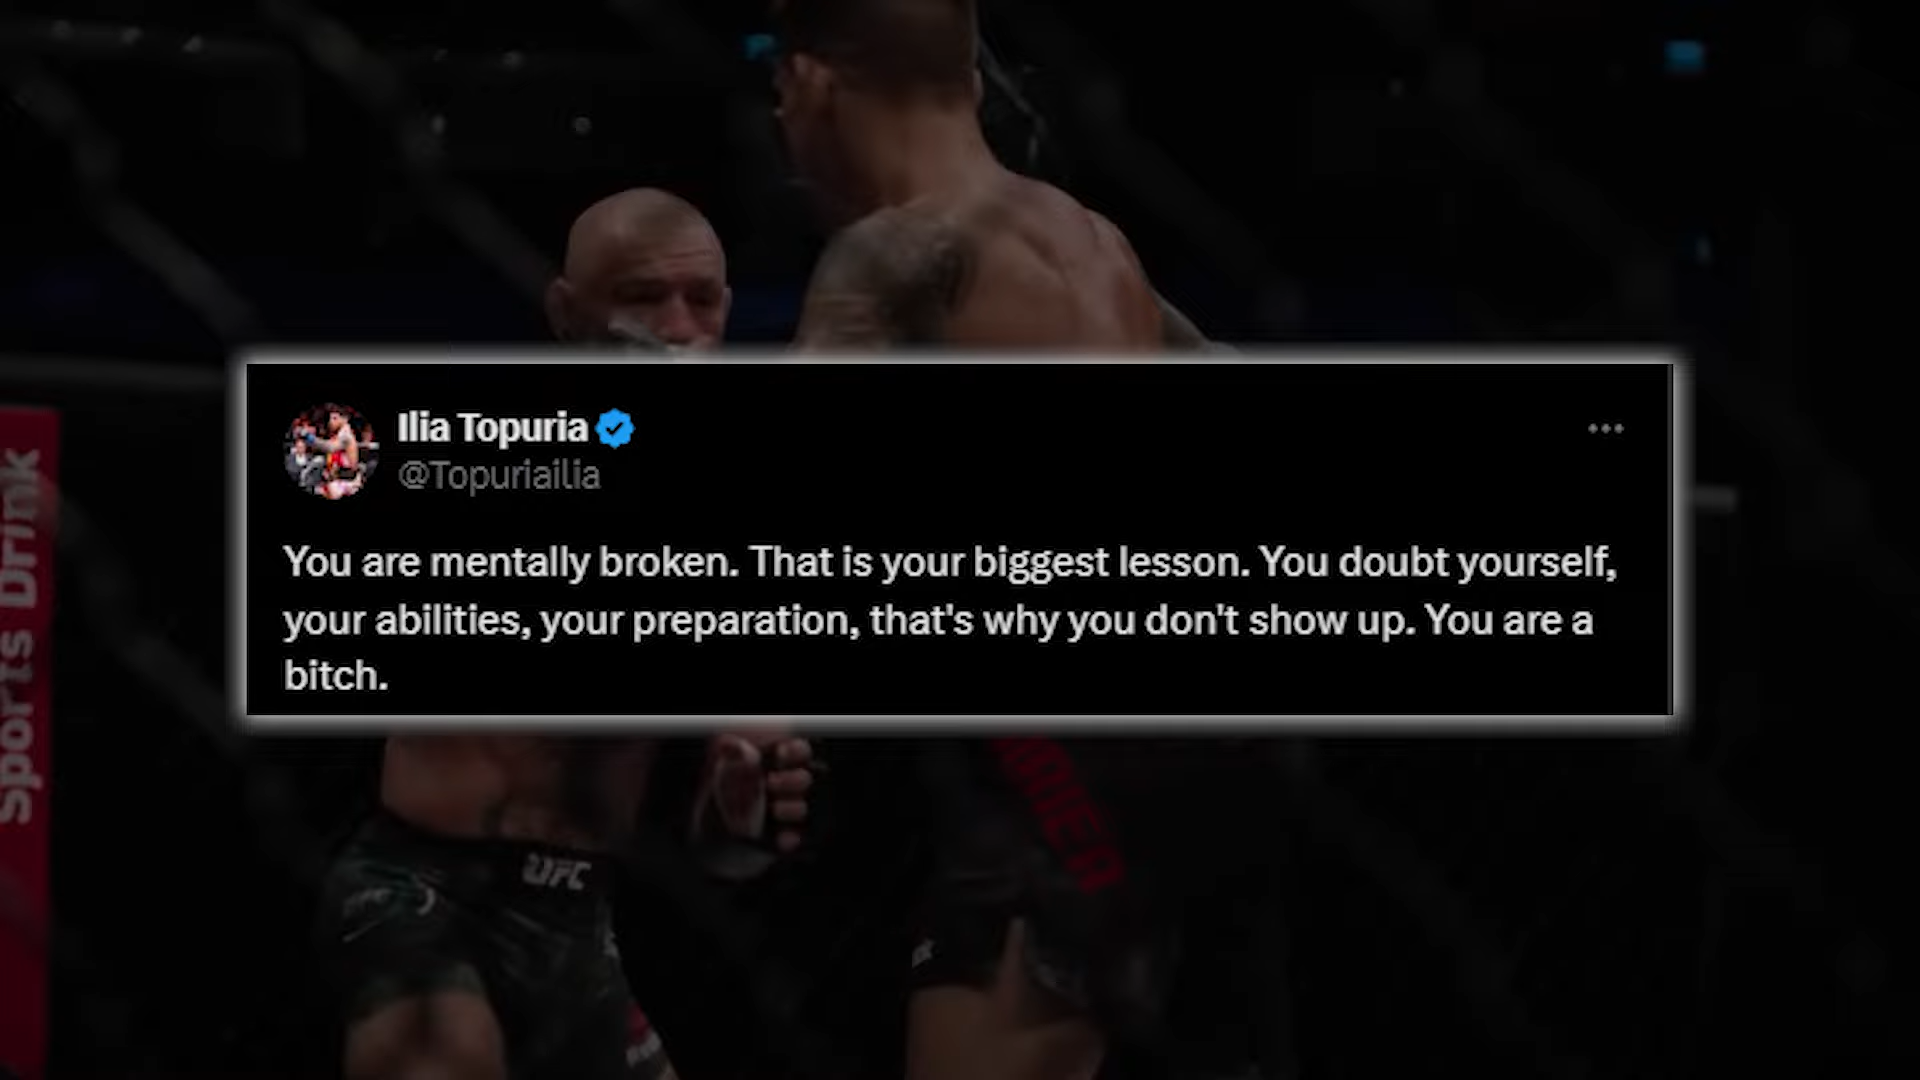 Ilia Topuria
@Topuriailia
You are mentally broken. That is your biggest lesson. You doubt yourself,
your abilities, your preparation, that's why you don't show up. You are a
bitch.
Sports Drink
UFC